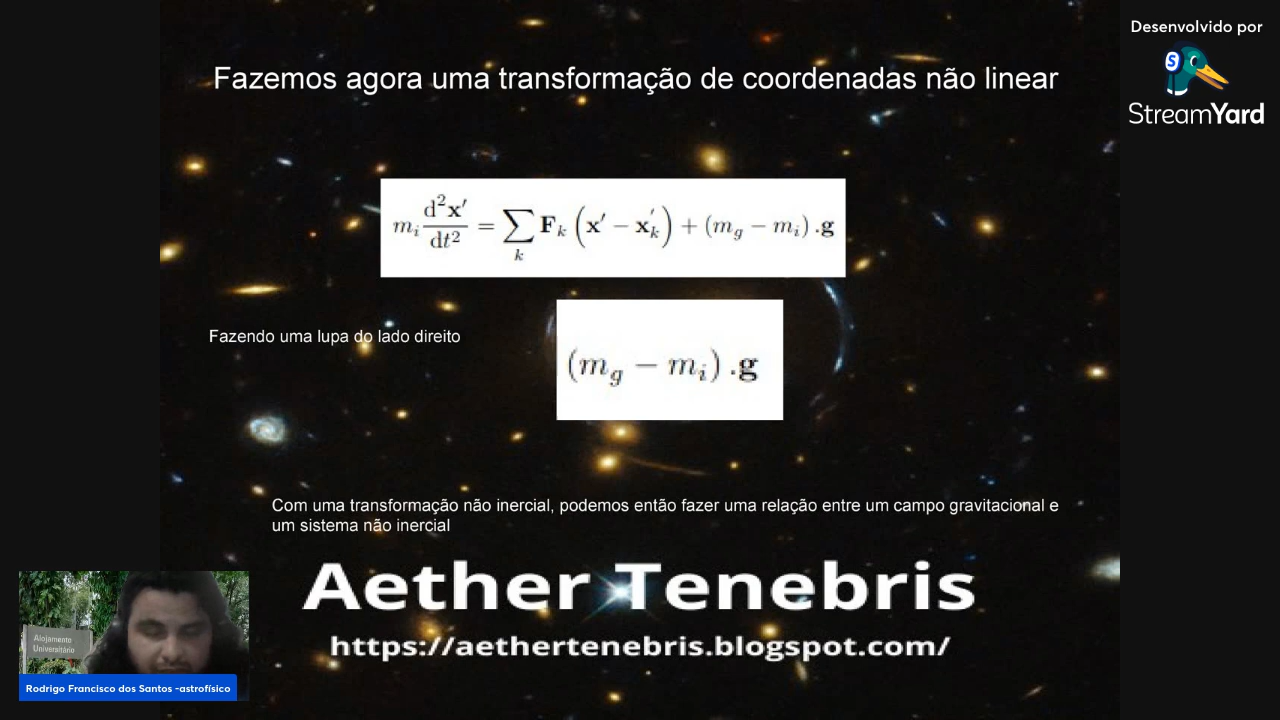 Desenvolvido por
StreamYard
Fazemos agora uma transformação de coordenadas não linear
m_i d²x′/dt² = ∑_k F_k (x′ − x′_k) + (m_g − m_i) .g
Fazendo uma lupa do lado direito
(m_g − m_i) .g
Com uma transformação não inercial, podemos então fazer uma relação entre um campo gravitacional e
um sistema não inercial
Aether Tenebris
https://aethertenebris.blogspot.com/
Alojamento
Universitário
Rodrigo Francisco dos Santos -astrofísico